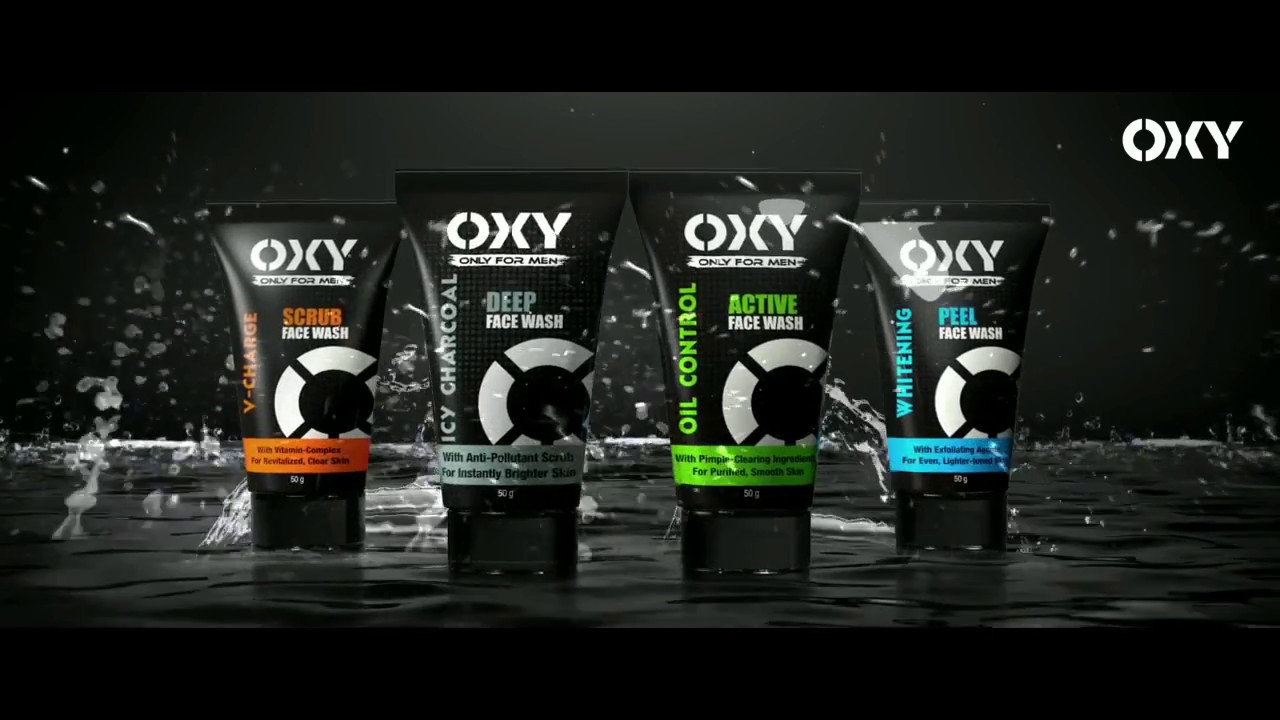 OXY
OXY
ONLY FOR MEN
V-CHARGE
SCRUB
FACE WASH
With Vitamin-Complex
For Revitalized, Clear Skin
50 g
OXY
ONLY FOR MEN
ICY CHARCOAL
DEEP
FACE WASH
With Anti-Pollutant Scrub
For Instantly Brighter Skin
50 g
OXY
ONLY FOR MEN
OIL CONTROL
ACTIVE
FACE WASH
With Pimple-Clearing Ingredients
For Purified, Smooth Skin
50 g
OXY
ONLY FOR MEN
WHITENING
PEEL
FACE WASH
With Exfoliating
For Even, Lighter-toned Skin
50 g